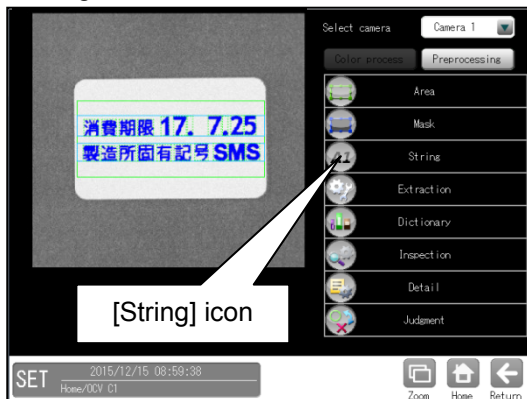 Select camera
Camera 1
Color process
Preprocessing
Area
Mask
String
Extraction
Dictionary
Inspection
Detail
Judgment
消費期限 17. 7.25
製造所固有記号 SMS
[String] icon
SET
2015/12/15 08:59:38
Home/OCV C1
Zoom
Home
Return